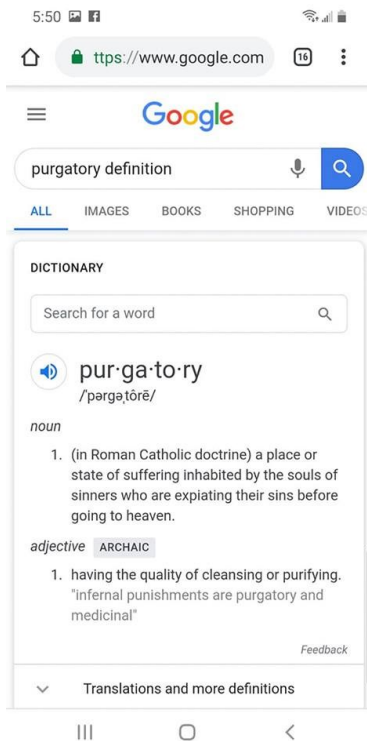 5:50
ttps://www.google.com
16
Google
purgatory definition
ALL IMAGES BOOKS SHOPPING VIDEOS
DICTIONARY
Search for a word
pur·ga·to·ry
/ˈpərɡəˌtôrē/
noun
1. (in Roman Catholic doctrine) a place or
state of suffering inhabited by the souls of
sinners who are expiating their sins before
going to heaven.
adjective ARCHAIC
1. having the quality of cleansing or purifying.
"infernal punishments are purgatory and
medicinal"
Feedback
Translations and more definitions